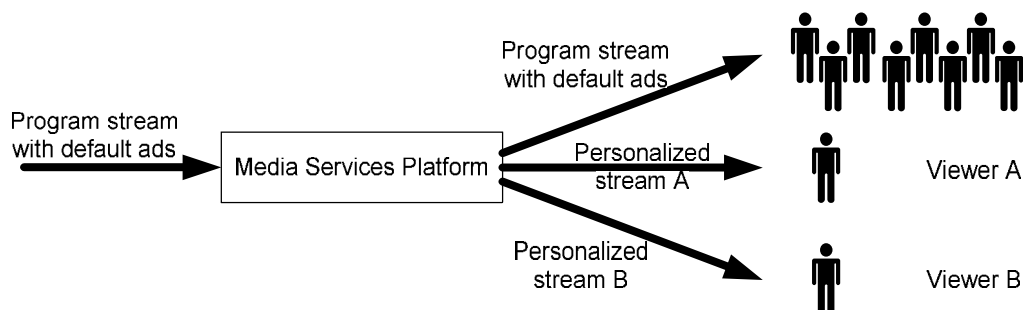 Program stream
with default ads
Media Services Platform
Program stream
with default ads
Personalized
stream A
Personalized
stream B
Viewer A
Viewer B